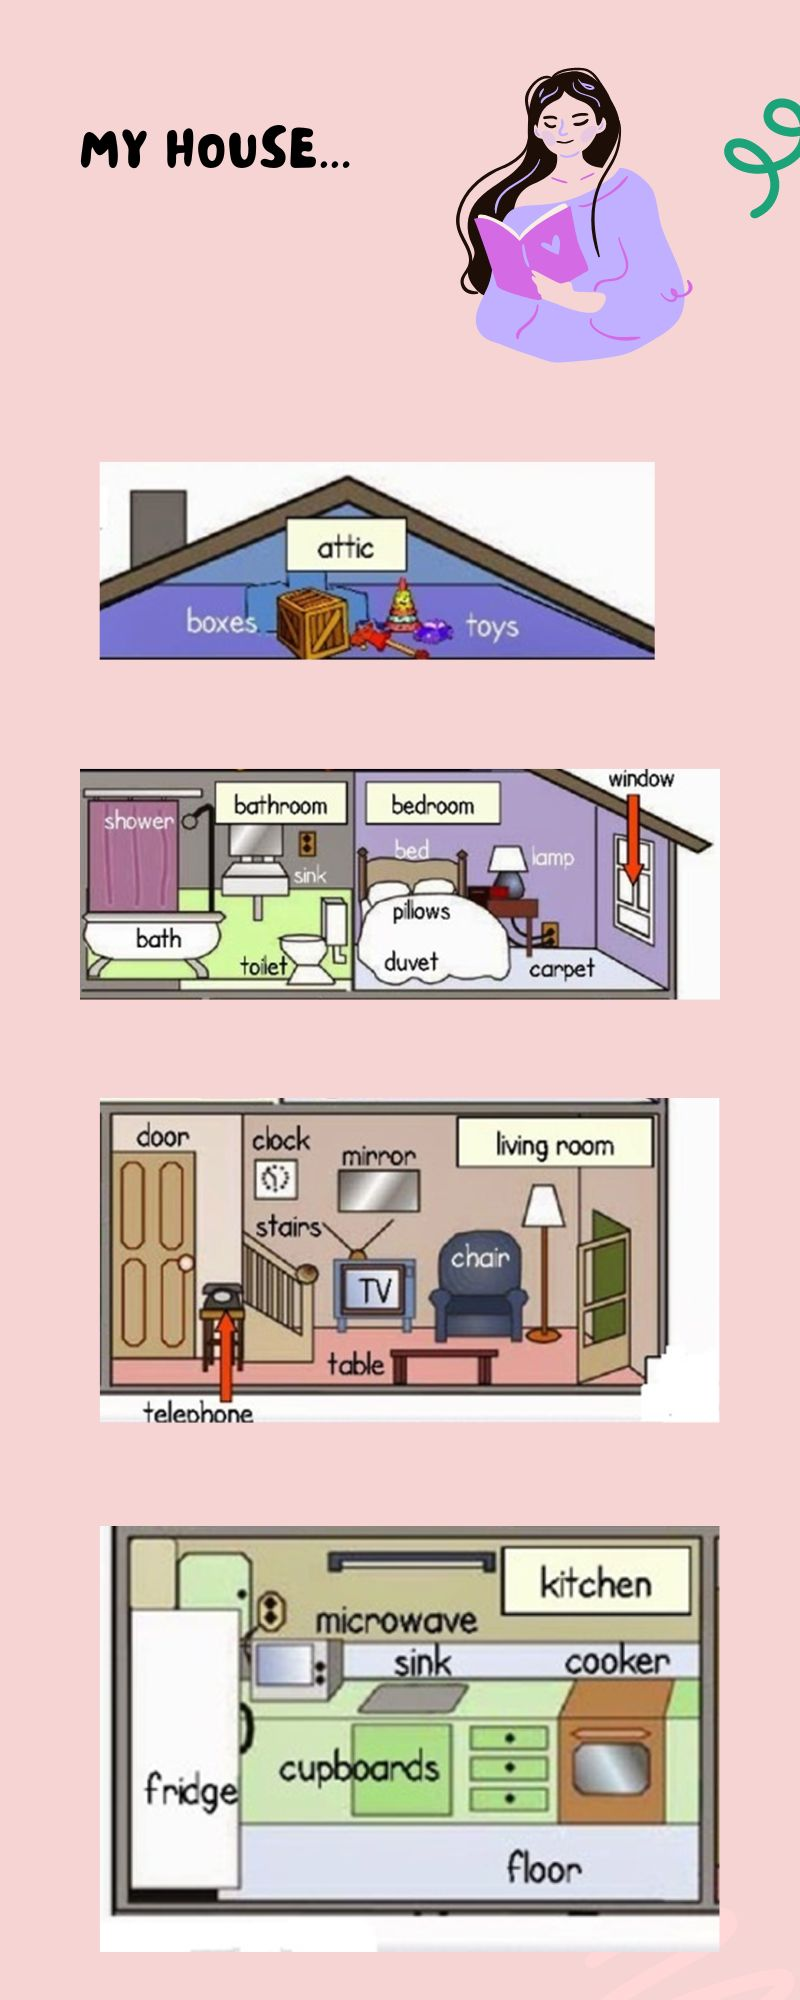 MY HOUSE...
attic
boxes
toys
window
bathroom
bedroom
shower
bed
lamp
sink
pillows
bath
duvet
toilet
carpet
door
clock
living room
mirror
stairs
chair
TV
table
telephone
kitchen
microwave
sink
cooker
cupboards
fridge
floor